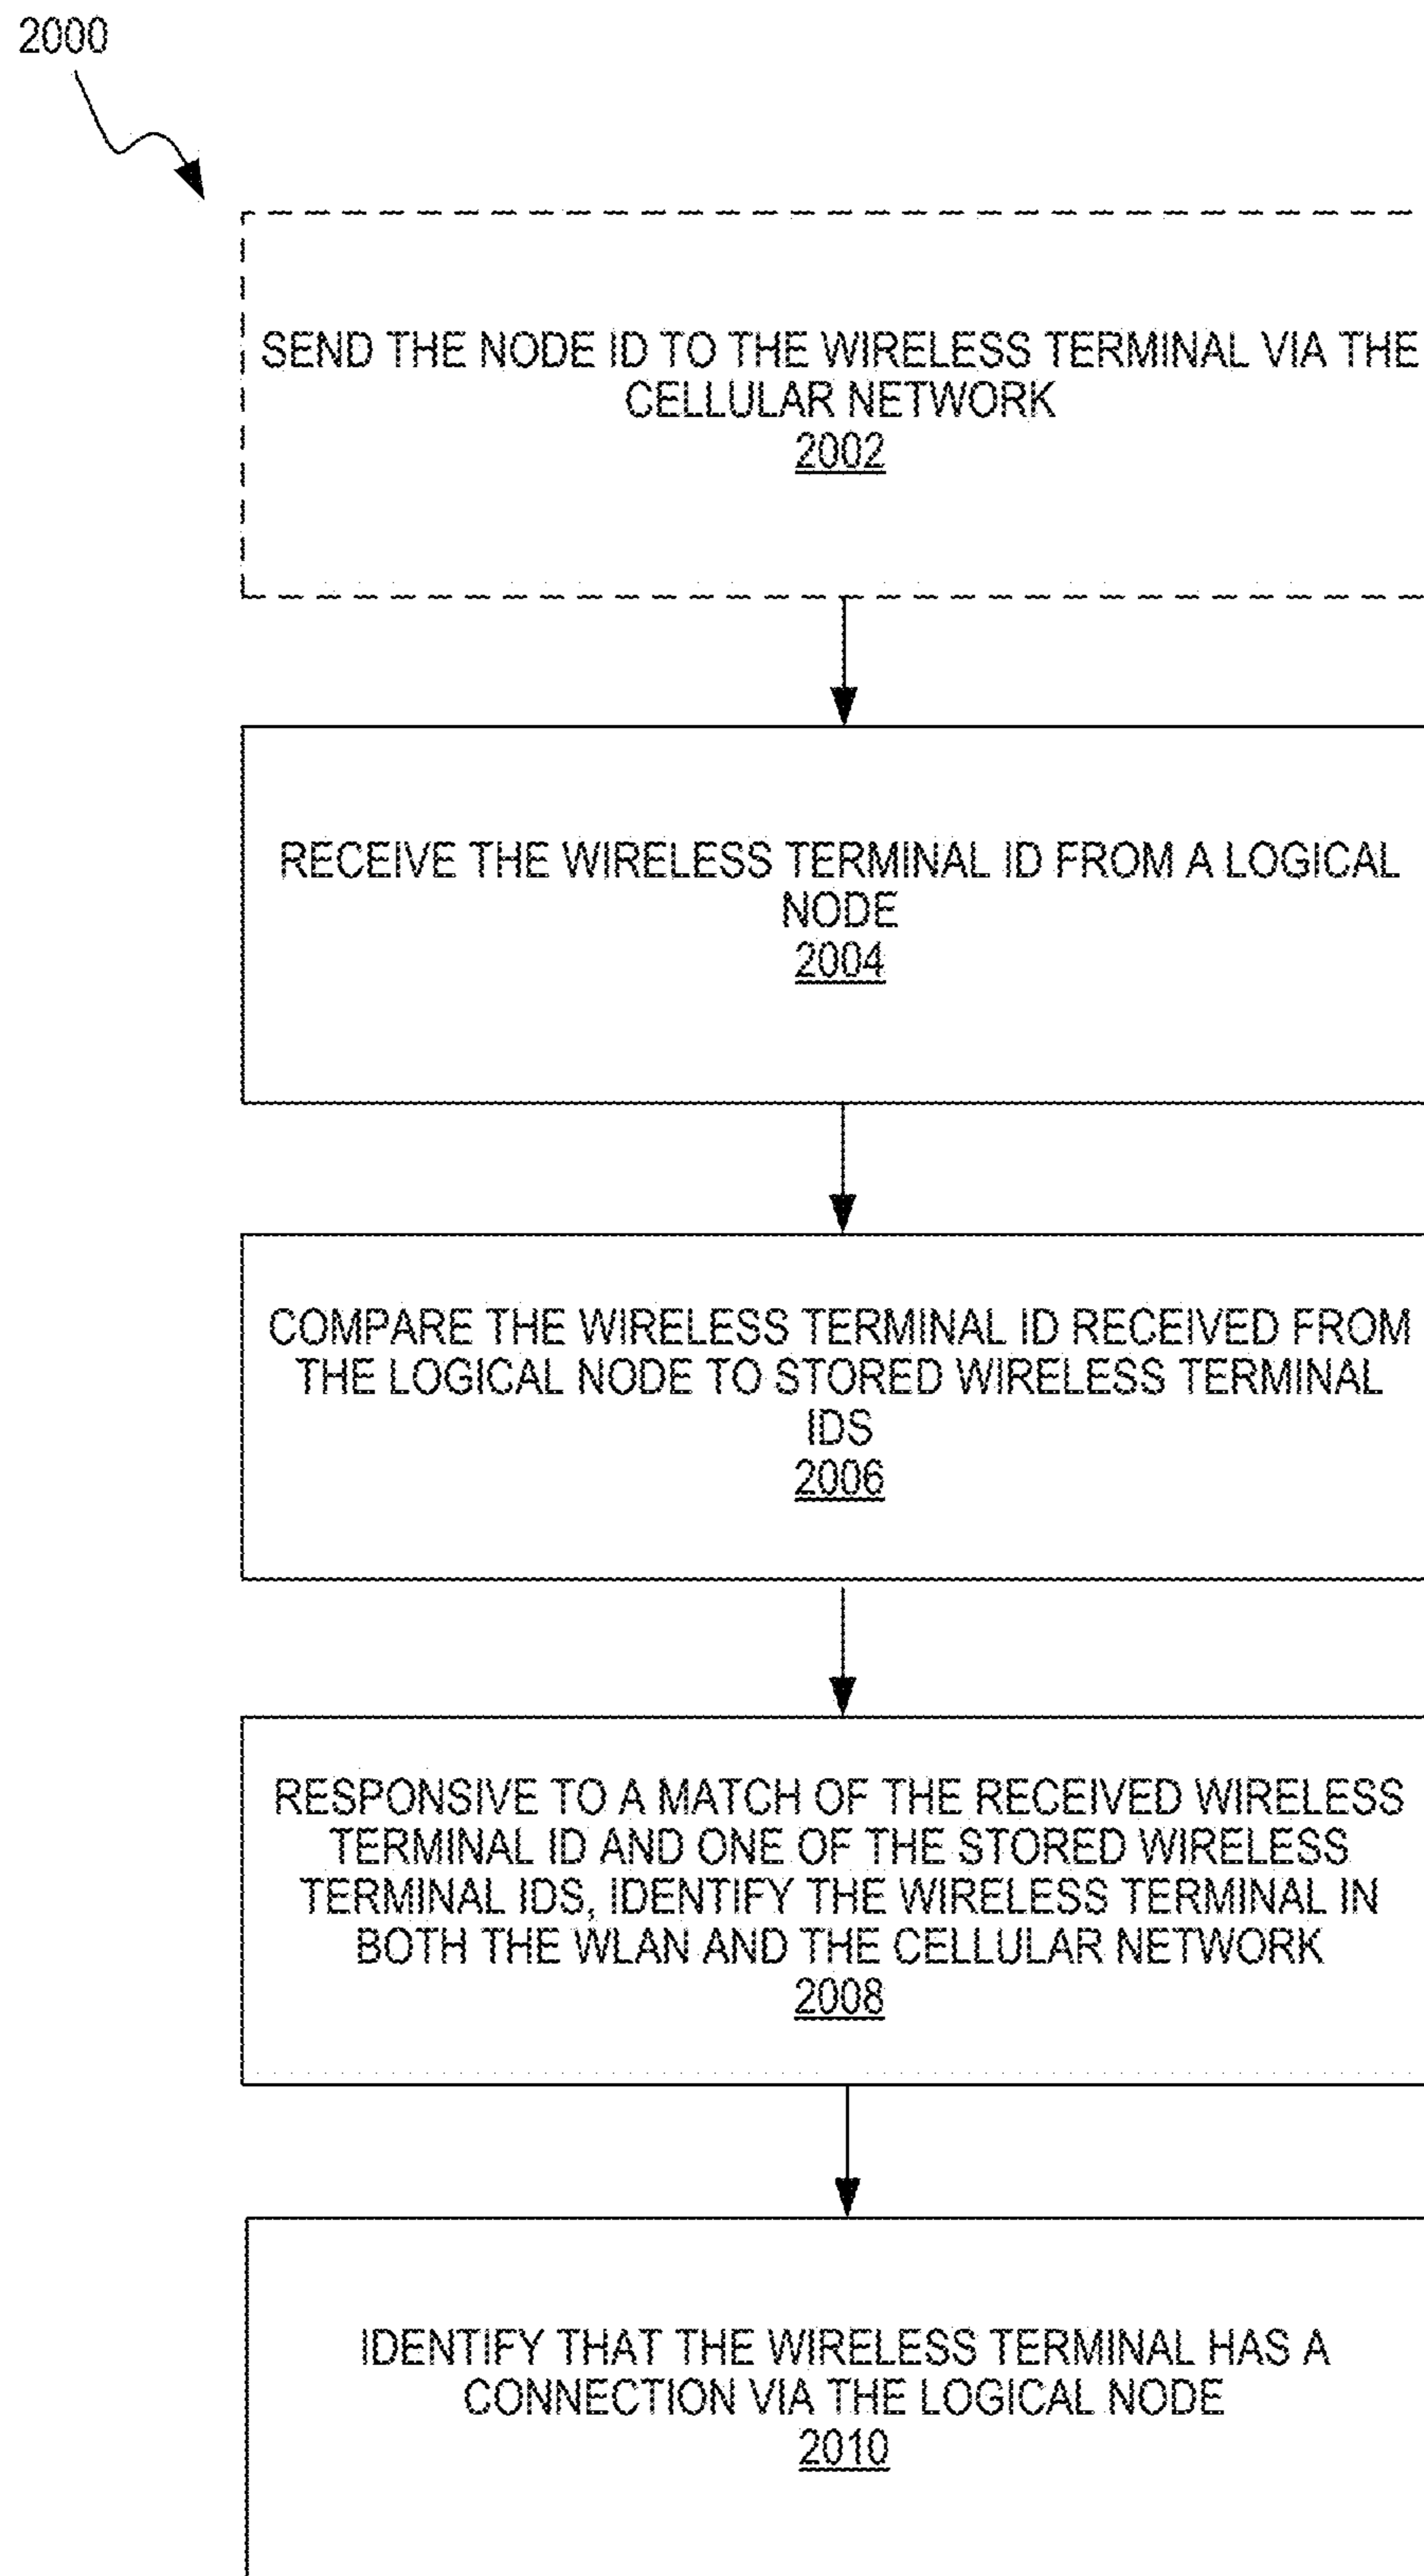 2000
SEND THE NODE ID TO THE WIRELESS TERMINAL VIA THE
CELLULAR NETWORK
2002
RECEIVE THE WIRELESS TERMINAL ID FROM A LOGICAL
NODE
2004
COMPARE THE WIRELESS TERMINAL ID RECEIVED FROM
THE LOGICAL NODE TO STORED WIRELESS TERMINAL
IDS
2006
RESPONSIVE TO A MATCH OF THE RECEIVED WIRELESS
TERMINAL ID AND ONE OF THE STORED WIRELESS
TERMINAL IDS, IDENTIFY THE WIRELESS TERMINAL IN
BOTH THE WLAN AND THE CELLULAR NETWORK
2008
IDENTIFY THAT THE WIRELESS TERMINAL HAS A
CONNECTION VIA THE LOGICAL NODE
2010